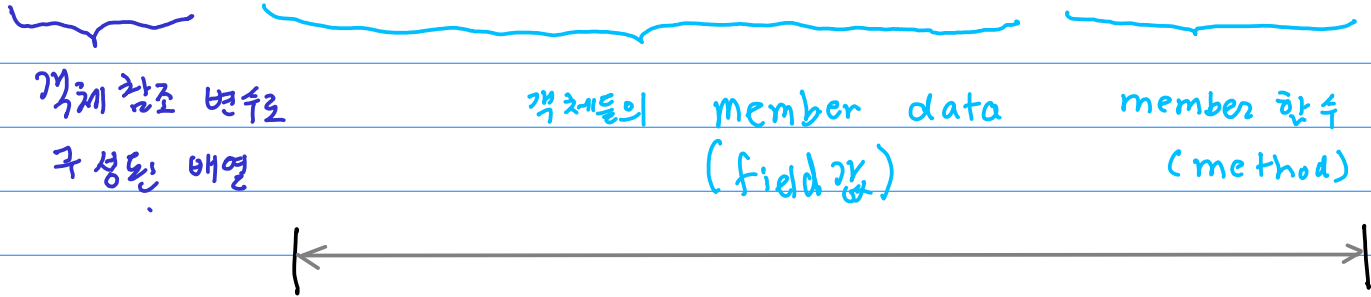 객체 참조 변수로 객체들의 member data member 함수
구성된 배열 (field값) (method)